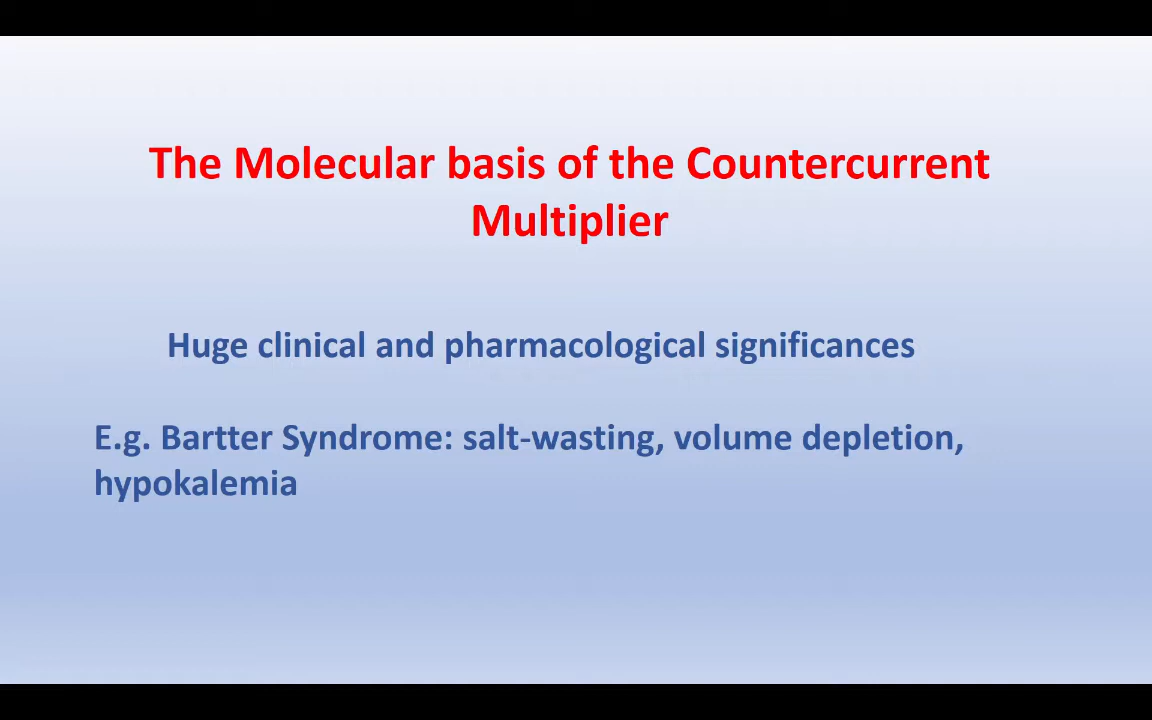 The Molecular basis of the Countercurrent
Multiplier
Huge clinical and pharmacological significances
E.g. Bartter Syndrome: salt-wasting, volume depletion,
hypokalemia